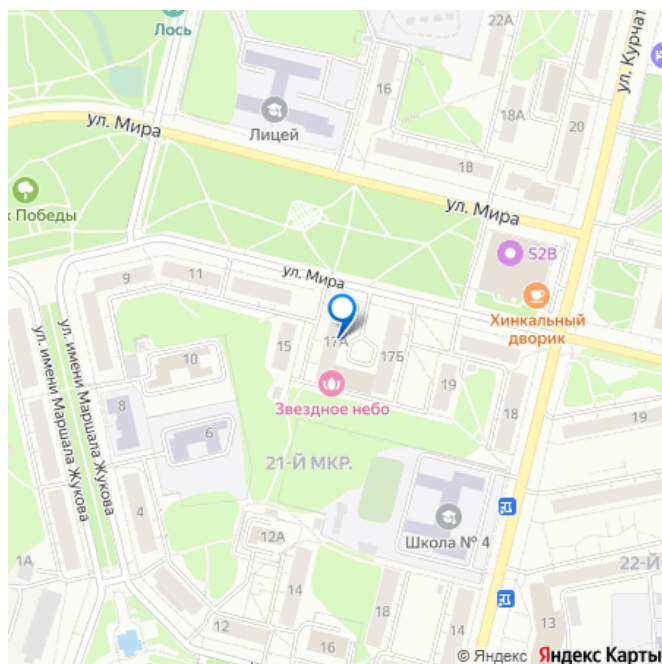 Лось
22А
ул. Курчат
16
Лицей
18А
20
ул. Мира
18
ул. Мира
к Победы
S2B
ул. Мира
9
11
Хинкальный
дворик
17А
15
17Б
10
19
Звездное небо
18
8
19
6
21-Й МКР.
ул. имени Маршала Жукова
ул. имени Маршала Жукова
4
Школа № 4
12А
22-Й
1А
14
18
14
13
12
16
© Яндекс Яндекс Карты